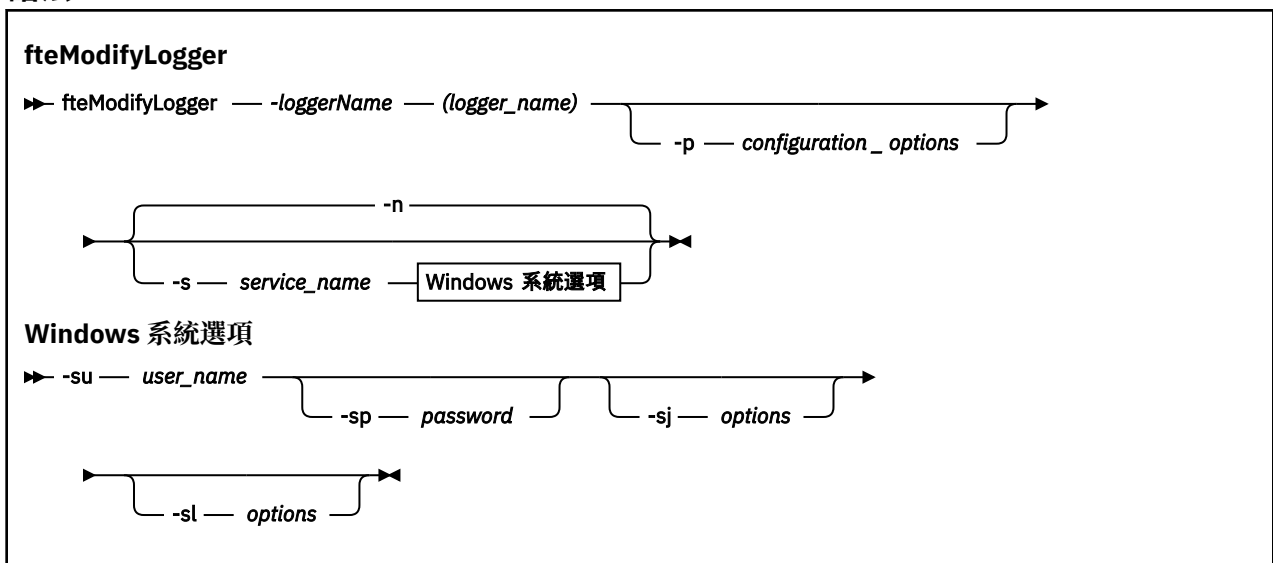 fteModifyLogger
fteModifyLogger -loggerName (logger_name)
-p configuration _ options
-n
-s service_name Windows 系統選項
Windows 系統選項
-su user_name
-sp password -sj options
-sl options